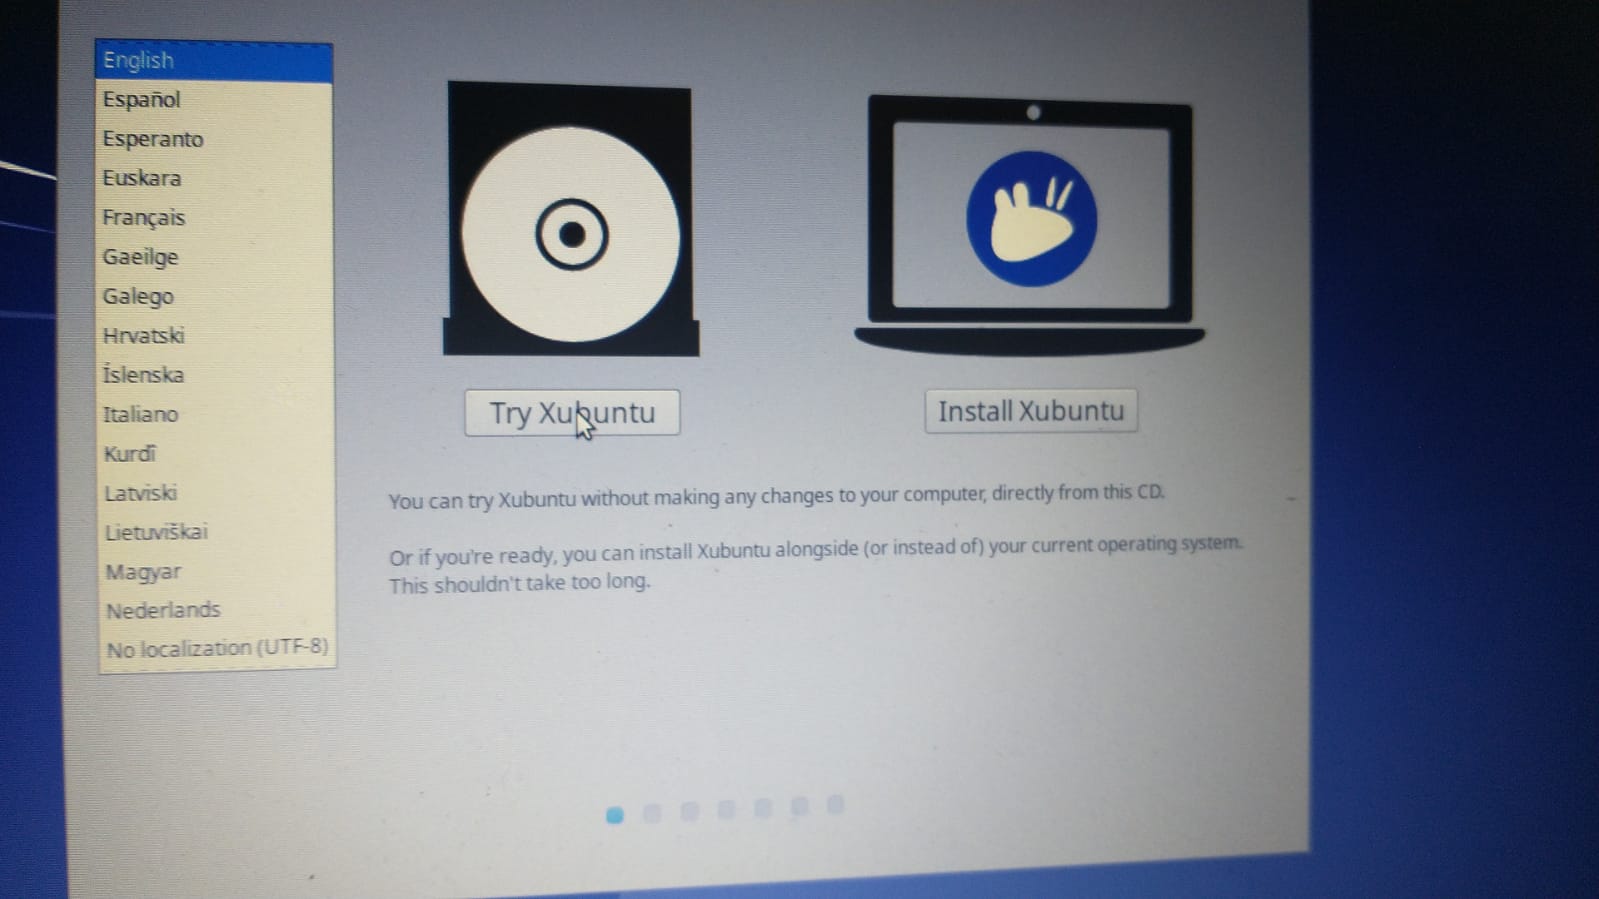 English
Español
Esperanto
Euskara
Français
Gaeilge
Galego
Hrvatski
Íslenska
Italiano
Kurdî
Latviski
Lietuviškai
Magyar
Nederlands
No localization (UTF-8)
Try Xubuntu
Install Xubuntu
You can try Xubuntu without making any changes to your computer, directly from this CD.
Or if you're ready, you can install Xubuntu alongside (or instead of) your current operating system.
This shouldn't take too long.